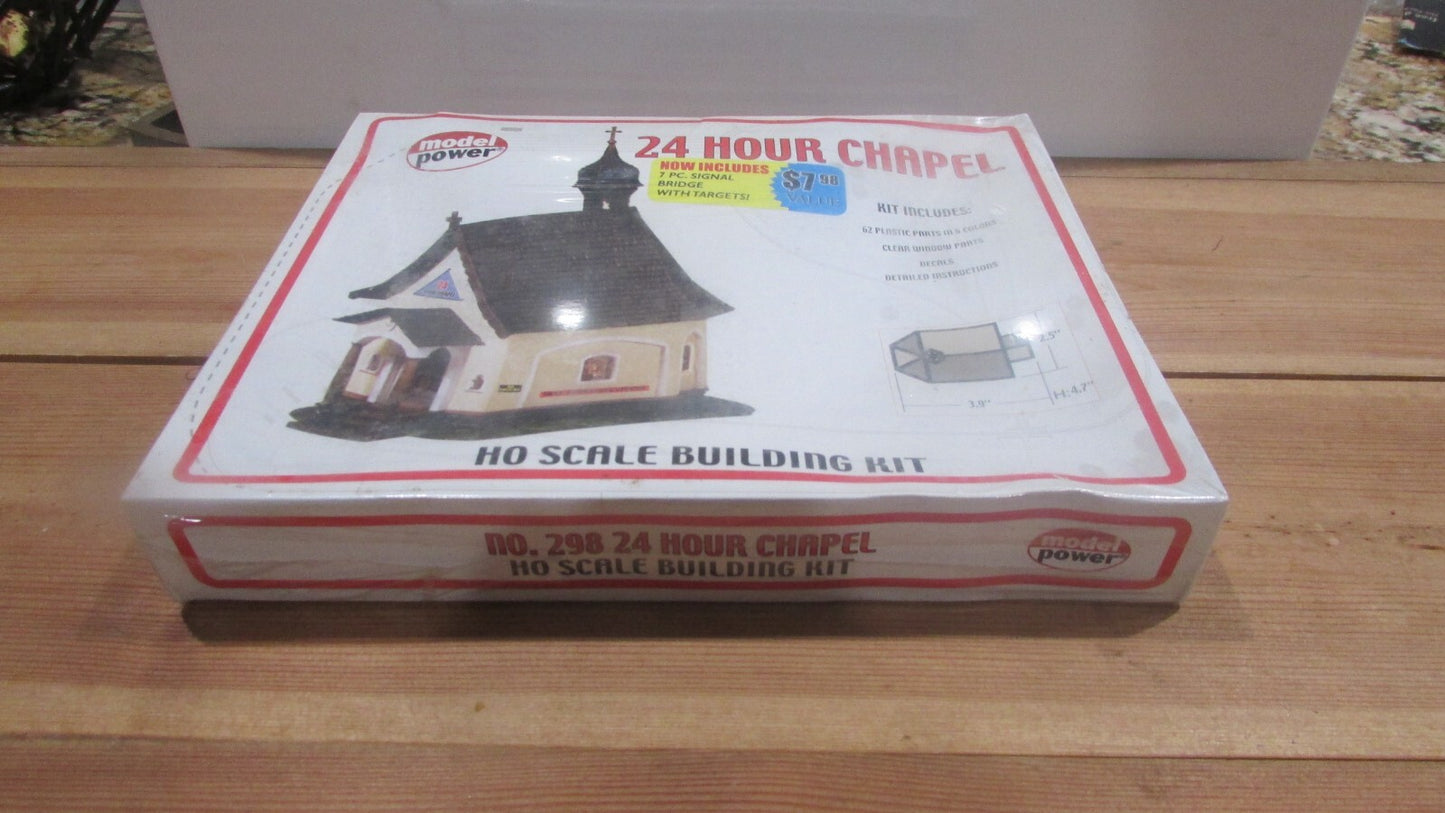 model
power
24 HOUR CHAPEL
NOW INCLUDES
7 PC. SIGNAL
BRIDGE
WITH TARGETS!
$7 98
VALUE
KIT INCLUDES:
62 PLASTIC PARTS IN 5 COLORS
CLEAR WINDOW PARTS
DECALS
DETAILED INSTRUCTIONS
24
2.5"
3.9"
H: 4.7"
HO SCALE BUILDING KIT
NO. 298 24 HOUR CHAPEL
HO SCALE BUILDING KIT
model
power